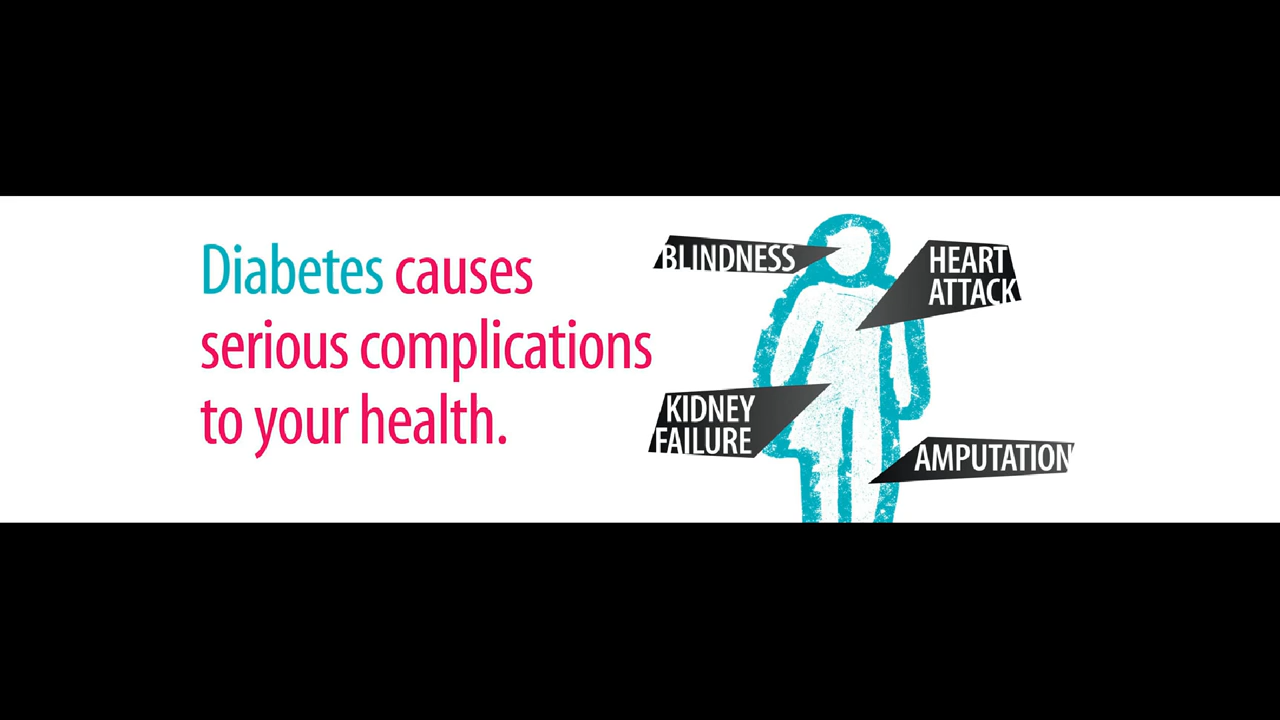 Diabetes causes
serious complications
to your health.
BLINDNESS
HEART
ATTACK
KIDNEY
FAILURE
AMPUTATION